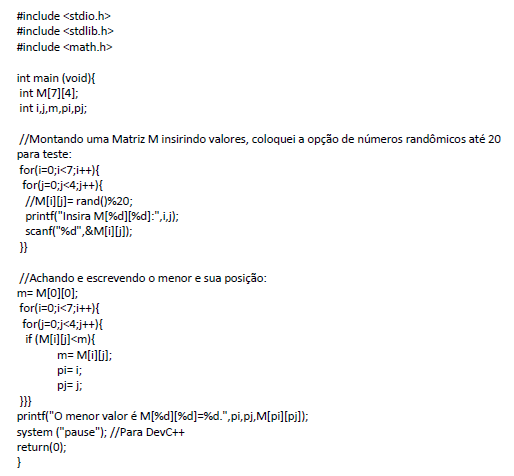 #include <stdio.h>
#include <stdlib.h>
#include <math.h>

int main (void){
 int M[7][4];
 int i,j,m,pi,pj;

 //Montando uma Matriz M insirindo valores, coloquei a opção de números randômicos até 20
para teste:
 for(i=0;i<7;i++){
  for(j=0;j<4;j++){
   //M[i][j]= rand()%20;
   printf("Insira M[%d][%d]:",i,j);
   scanf("%d",&M[i][j]);
 }}

 //Achando e escrevendo o menor e sua posição:
m= M[0][0];
 for(i=0;i<7;i++){
  for(j=0;j<4;j++){
   if (M[i][j]<m){
          m= M[i][j];
          pi= i;
          pj= j;
 }}}
printf("O menor valor é M[%d][%d]=%d.",pi,pj,M[pi][pj]);
system ("pause"); //Para DevC++
return(0);
}